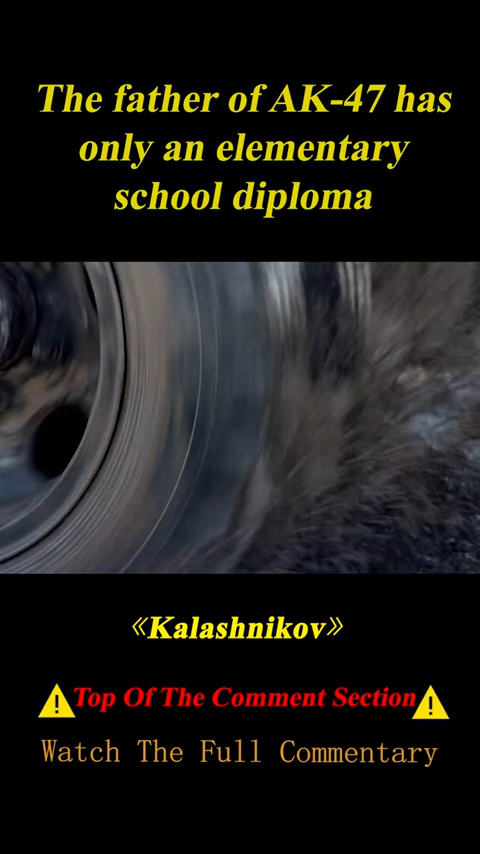 The father of AK-47 has
only an elementary
school diploma
《Kalashnikov》
Top Of The Comment Section
Watch The Full Commentary